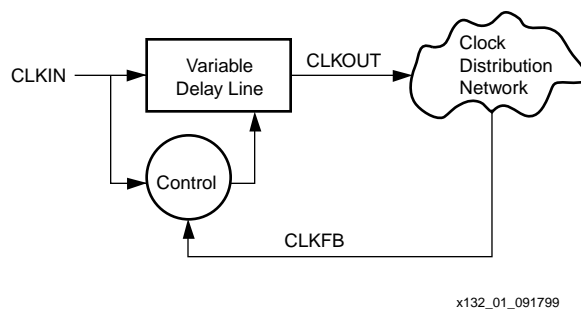 CLKIN
Variable
Delay Line
CLKOUT
Clock
Distribution
Network
Control
CLKFB
x132_01_091799